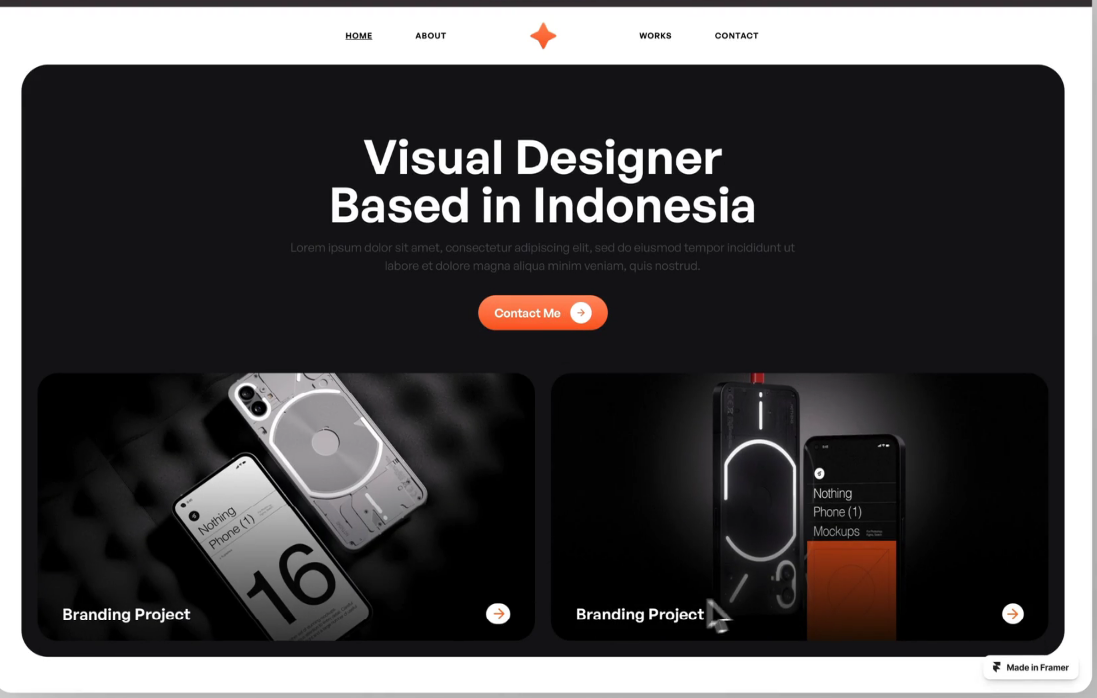 HOME
ABOUT
WORKS
CONTACT
Visual Designer
Based in Indonesia
Lorem ipsum dolor sit amet, consectetur adipiscing elit, sed do eiusmod tempor incididunt ut
labore et dolore magna aliqua minim veniam, quis nostrud.
Contact Me
Nothing
Phone (1)
16
Branding Project
Nothing
Phone (1)
Mockups
Branding Project
Made in Framer